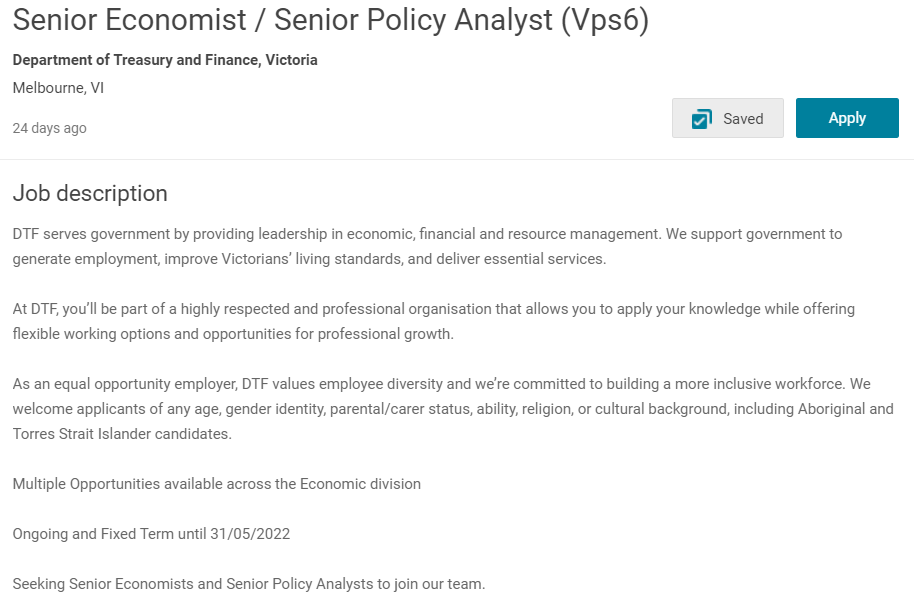 Senior Economist / Senior Policy Analyst (Vps6)
Department of Treasury and Finance, Victoria
Melbourne, VI
24 days ago
Saved
Apply
Job description
DTF serves government by providing leadership in economic, financial and resource management. We support government to
generate employment, improve Victorians’ living standards, and deliver essential services.
At DTF, you’ll be part of a highly respected and professional organisation that allows you to apply your knowledge while offering
flexible working options and opportunities for professional growth.
As an equal opportunity employer, DTF values employee diversity and we’re committed to building a more inclusive workforce. We
welcome applicants of any age, gender identity, parental/carer status, ability, religion, or cultural background, including Aboriginal and
Torres Strait Islander candidates.
Multiple Opportunities available across the Economic division
Ongoing and Fixed Term until 31/05/2022
Seeking Senior Economists and Senior Policy Analysts to join our team.